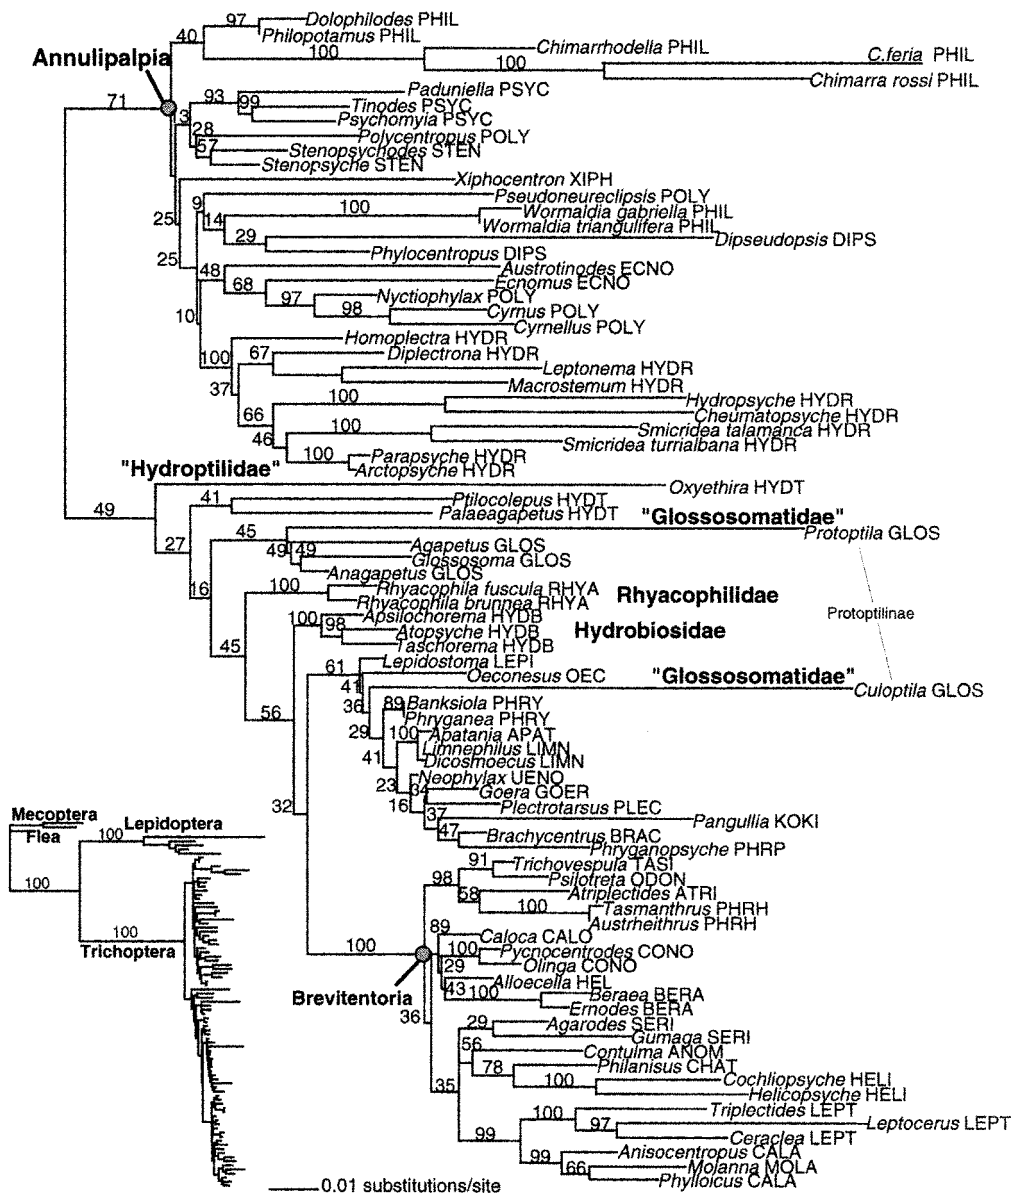 97 Dolophilodes PHIL
40 Philopotamus PHIL
100 Chimarrhodella PHIL
Annulipalpia
100 C.feria PHIL
Chimarra rossi PHIL
71
93 Paduniella PSYC
99 Tinodes PSYC
3 Psychomyia PSYC
28 Polycentropus POLY
57 Stenopsychodes STEN
Stenopsyche STEN
Xiphocentron XIPH
9 Pseudoneureclipsis POLY
100 Wormaldia gabriella PHIL
25 14 Wormaldia triangulifera PHIL
29 Dipseudopsis DIPS
Phylocentropus DIPS
25
48 Austrotinodes ECNO
68 Ecnomus ECNO
97 Nyctiophylax POLY
98 Cyrnus POLY
10 Cyrnellus POLY
Homoplectra HYDR
100 67 Diplectrona HYDR
Leptonema HYDR
37 Macrostemum HYDR
100 Hydropsyche HYDR
66 Cheumatopsyche HYDR
100 Smicridea talamanca HYDR
46 Smicridea turrialbana HYDR
100 Parapsyche HYDR
"Hydroptilidae" Arctopsyche HYDR
Oxyethira HYDT
41 Ptilocolepus HYDT
49 Palaeagapetus HYDT "Glossosomatidae"
45 Protoptila GLOS
27 Agapetus GLOS
49 49 Glossosoma GLOS
Anagapetus GLOS
16 100 Rhyacophila fuscula RHYA Rhyacophilidae
Rhyacophila brunnea RHYA
Protoptilinae
100 Apsilochorema HYDB
98 Atopsyche HYDB Hydrobiosidae
Taschorema HYDB
45
61 Lepidostoma LEPI
Oeconesus OEC "Glossosomatidae"
41 Culoptila GLOS
36 89 Banksiola PHRY
56 Phryganea PHRY
29 100 Apatania APAT
Limnephilus LIMN
41 Dicosmoecus LIMN
Neophylax UENO
23 34 Goera GOER
16 Plectrotarsus PLEC
32 37 Pangullia KOKI
47 Brachycentrus BRAC
Phryganopsyche PHRP
Mecoptera
Flea
100 Lepidoptera
100
100
Trichoptera
91 Trichovespula TASI
98 Psilotreta ODON
58 Atriplectides ATRI
100 Tasmanthrus PHRH
Austrheithrus PHRH
89 Caloca CALO
100 100 Pycnocentrodes CONO
29 Olinga CONO
43 Alloecella HEL
100 Beraea BERA
Brevitentoria Ernodes BERA
36
29 Agarodes SERI
Gumaga SERI
56 Contulma ANOM
78 Philanisus CHAT
100 Cochliopsyche HELI
35 Helicopsyche HELI
100 Triplectides LEPT
97 Leptocerus LEPT
99 Ceraclea LEPT
99 Anisocentropus CALA
66 Molanna MOLA
Phylloicus CALA
0.01 substitutions/site